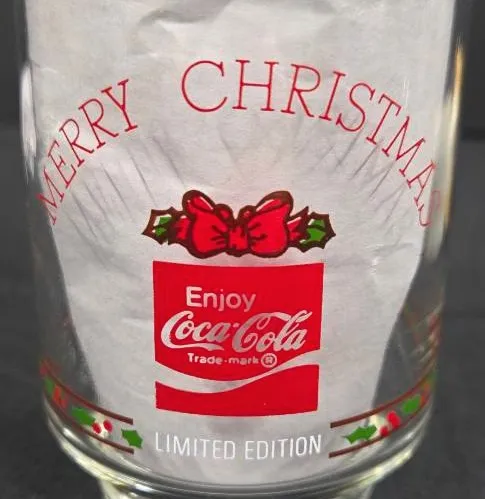 MERRY CHRISTMAS
Enjoy
Coca-Cola
Trade-mark®
LIMITED EDITION